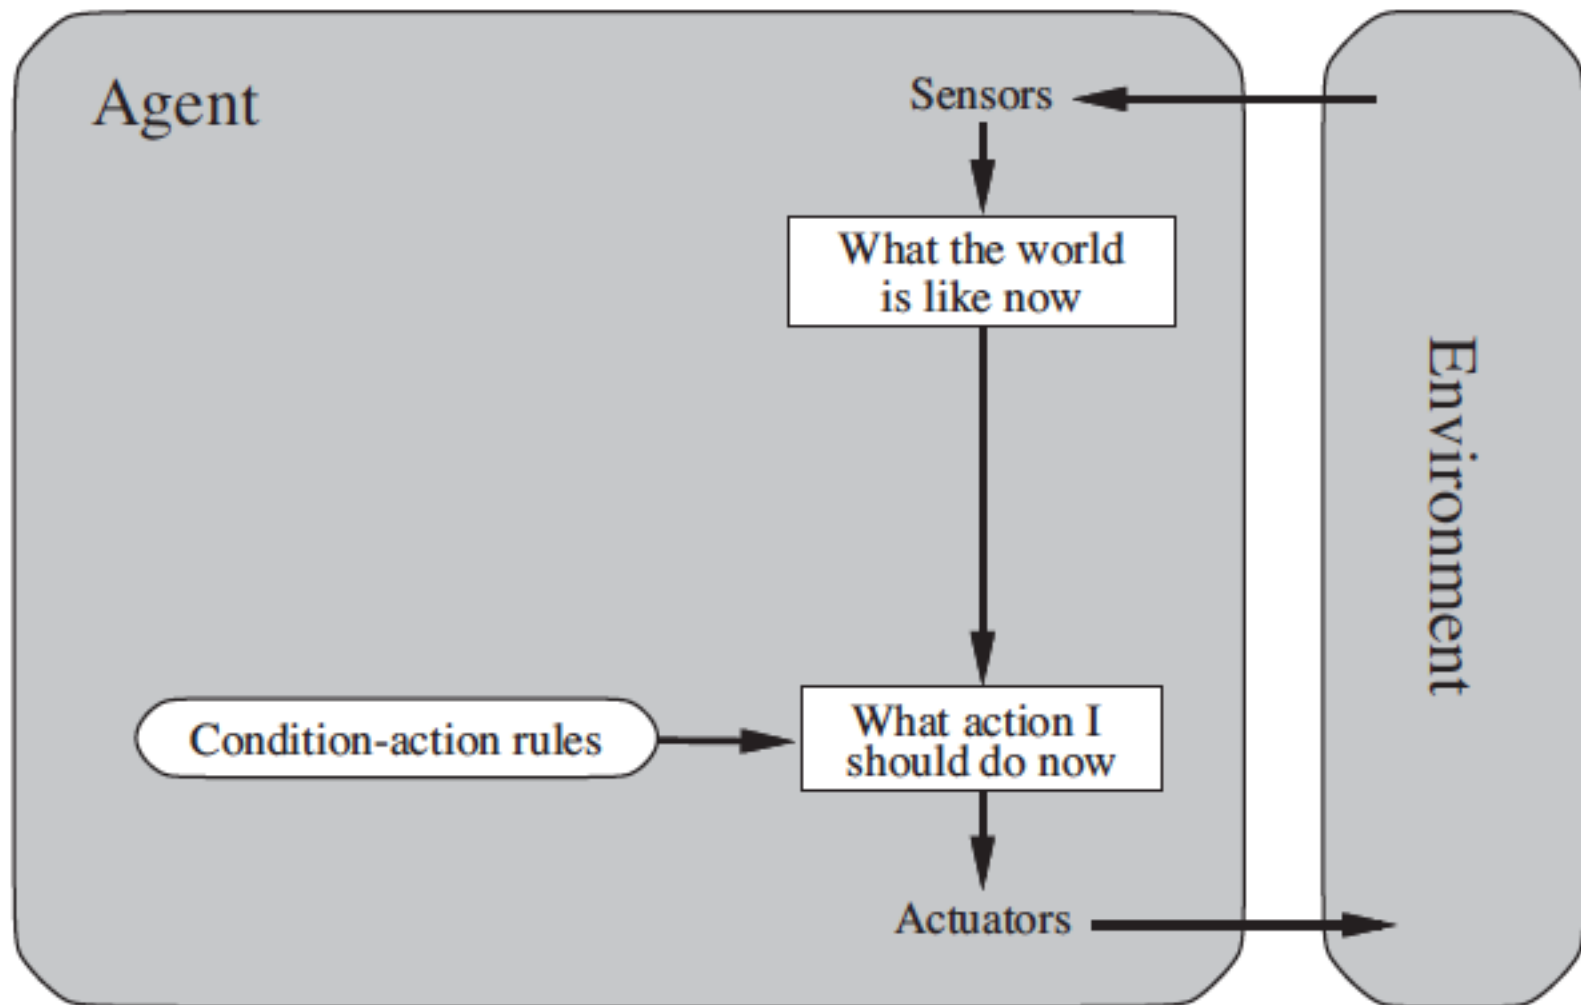 Agent
Sensors
What the world
is like now
Environment
Condition-action rules
What action I
should do now
Actuators